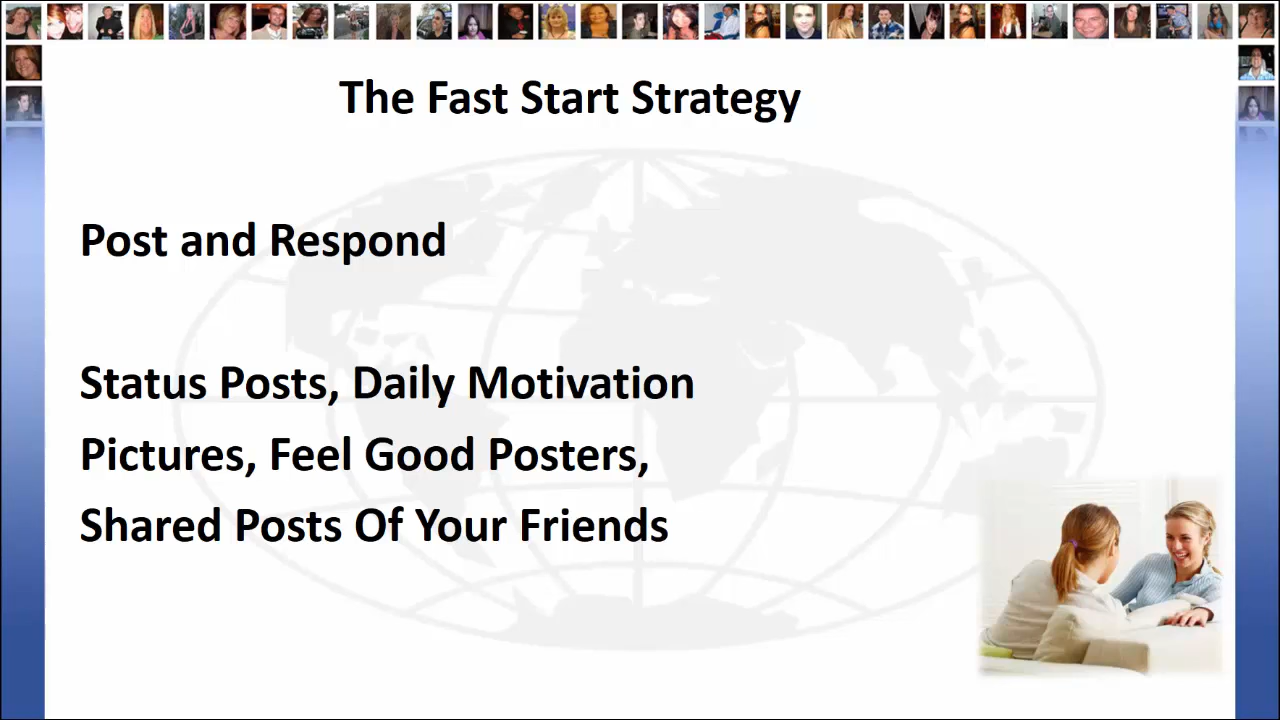 The Fast Start Strategy
Post and Respond
Status Posts, Daily Motivation
Pictures, Feel Good Posters,
Shared Posts Of Your Friends